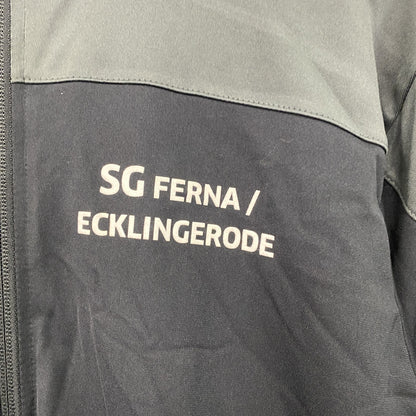 SG FERNA /
ECKLINGERODE